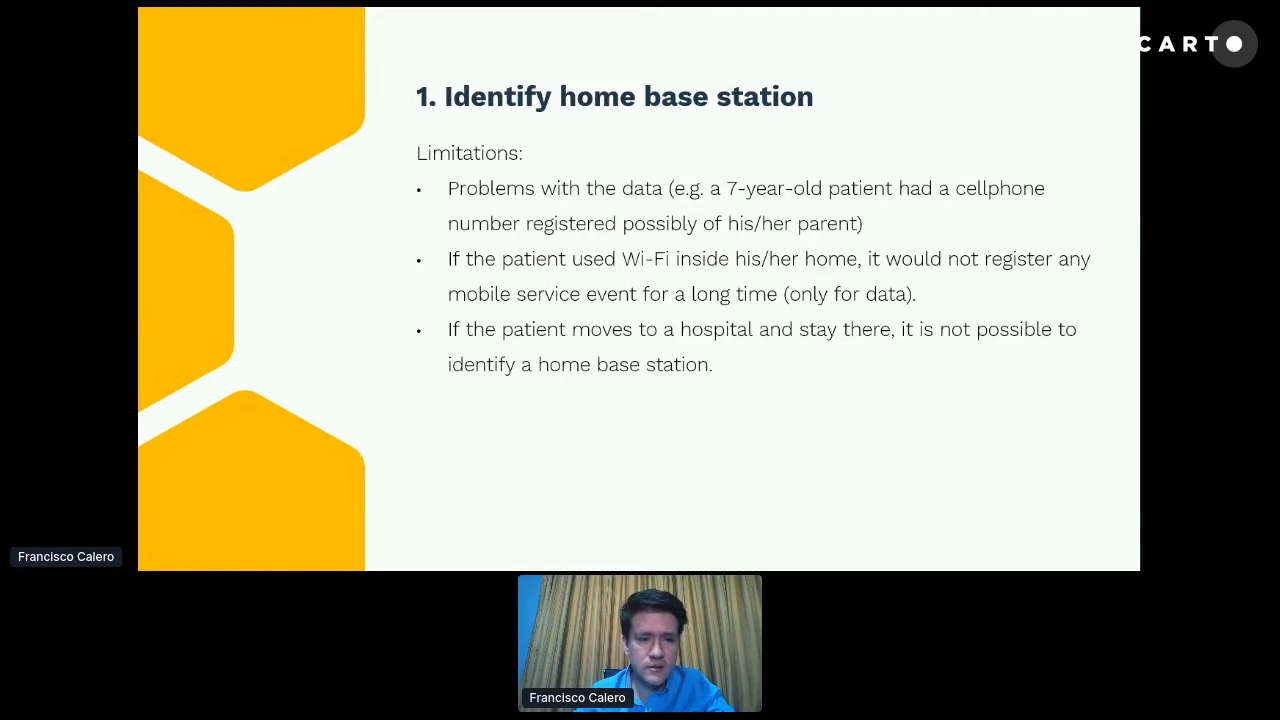 CARTO
1. Identify home base station
Limitations:
• Problems with the data (e.g. a 7-year-old patient had a cellphone
number registered possibly of his/her parent)
• If the patient used Wi-Fi inside his/her home, it would not register any
mobile service event for a long time (only for data).
• If the patient moves to a hospital and stay there, it is not possible to
identify a home base station.
Francisco Calero
Francisco Calero